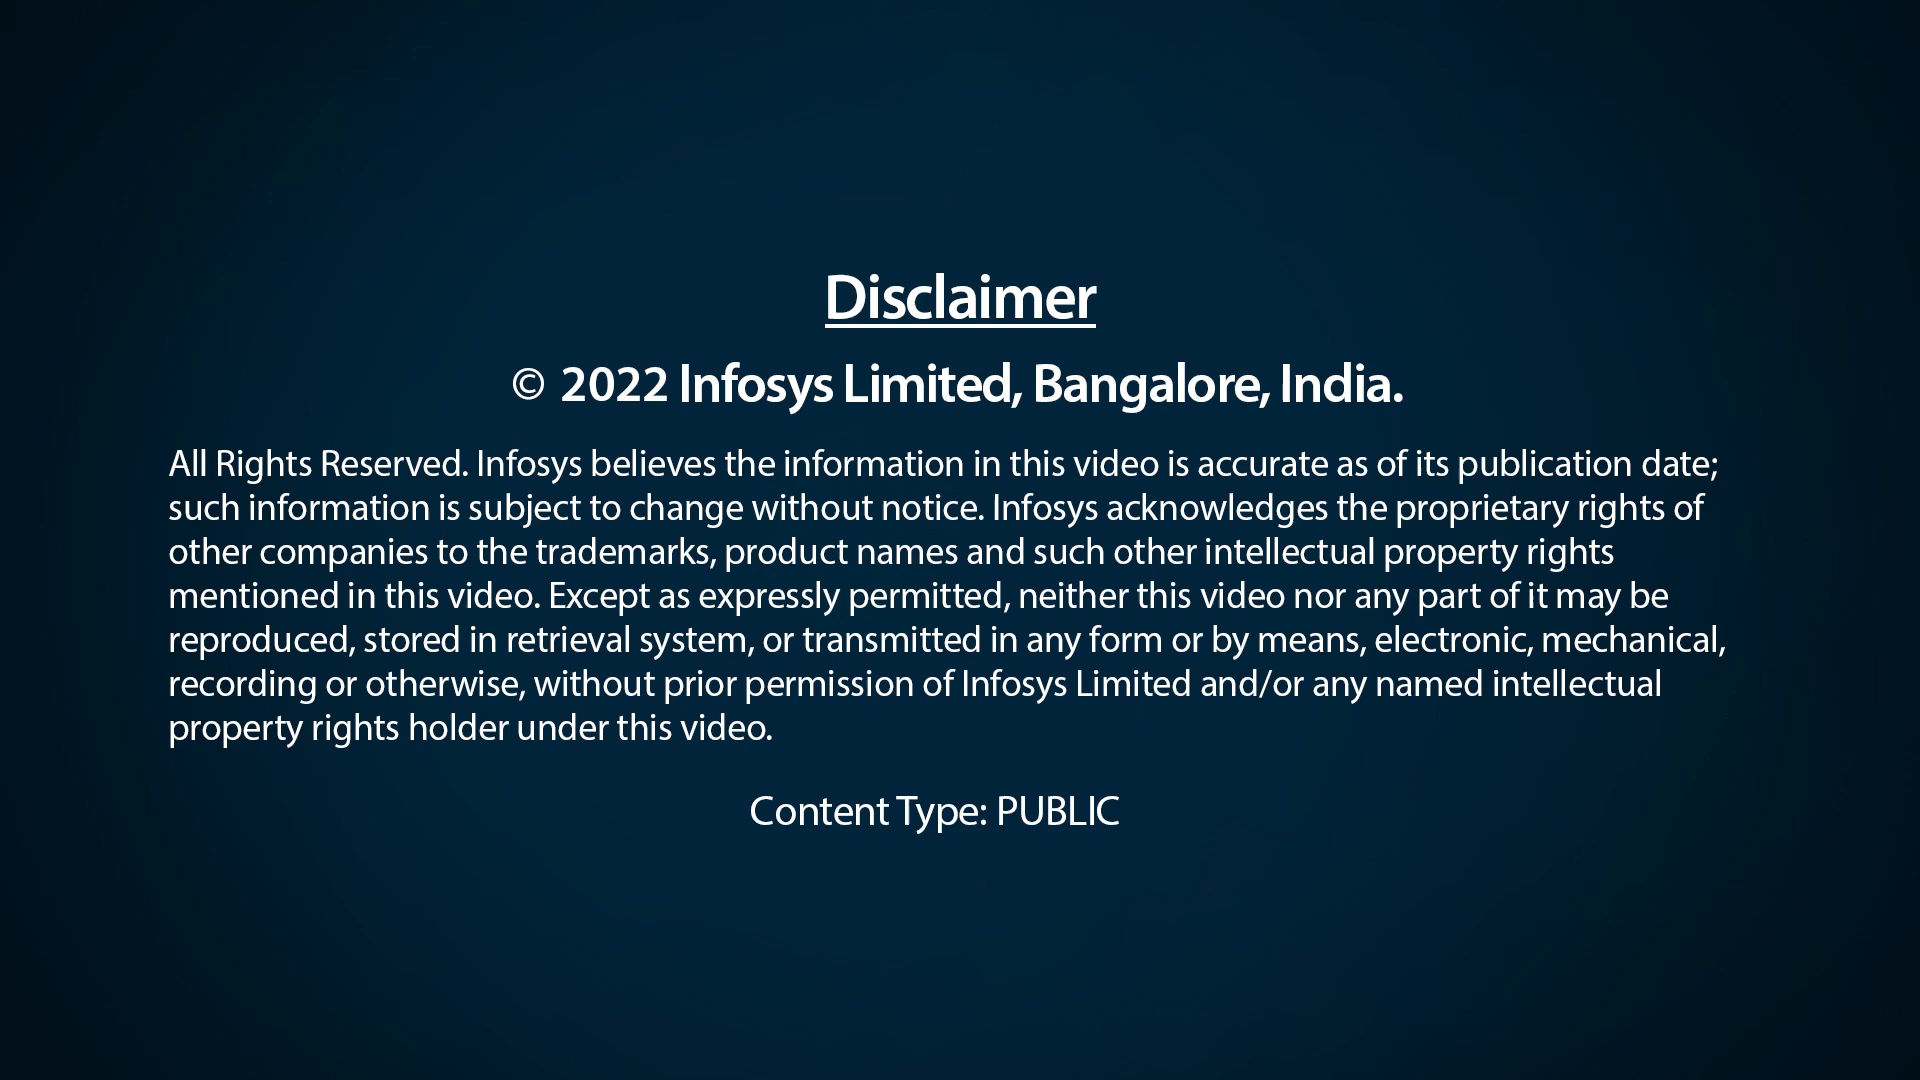 Disclaimer
© 2022 Infosys Limited, Bangalore, India.
All Rights Reserved. Infosys believes the information in this video is accurate as of its publication date;
such information is subject to change without notice. Infosys acknowledges the proprietary rights of
other companies to the trademarks, product names and such other intellectual property rights
mentioned in this video. Except as expressly permitted, neither this video nor any part of it may be
reproduced, stored in retrieval system, or transmitted in any form or by means, electronic, mechanical,
recording or otherwise, without prior permission of Infosys Limited and/or any named intellectual
property rights holder under this video.
Content Type: PUBLIC